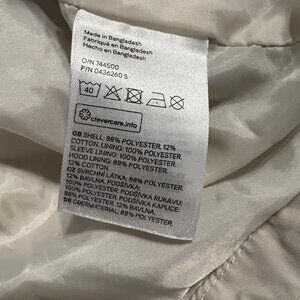 Made in Bangladesh
Fabriqué en Bangladesh
Hecho en Bangladesh
O/N 744500
P/N 0436260 5
40
clevercare.info
GB SHELL: 88% POLYESTER, 12%
COTTON. LINING: 100% POLYESTER.
SLEEVE LINING: 100% POLYESTER.
HOOD LINING: 88% POLYESTER,
12% COTTON.
CZ SVRCHNÍ LÁTKA: 88% POLYESTER,
12% BAVLNA. PODŠÍVKA:
100% POLYESTER. PODŠÍVKA RUKÁVU:
100% POLYESTER. PODŠÍVKA KAPUCE:
88% POLYESTER, 12% BAVLNA.
DE OBERMATERIAL: 88% POLYESTER,